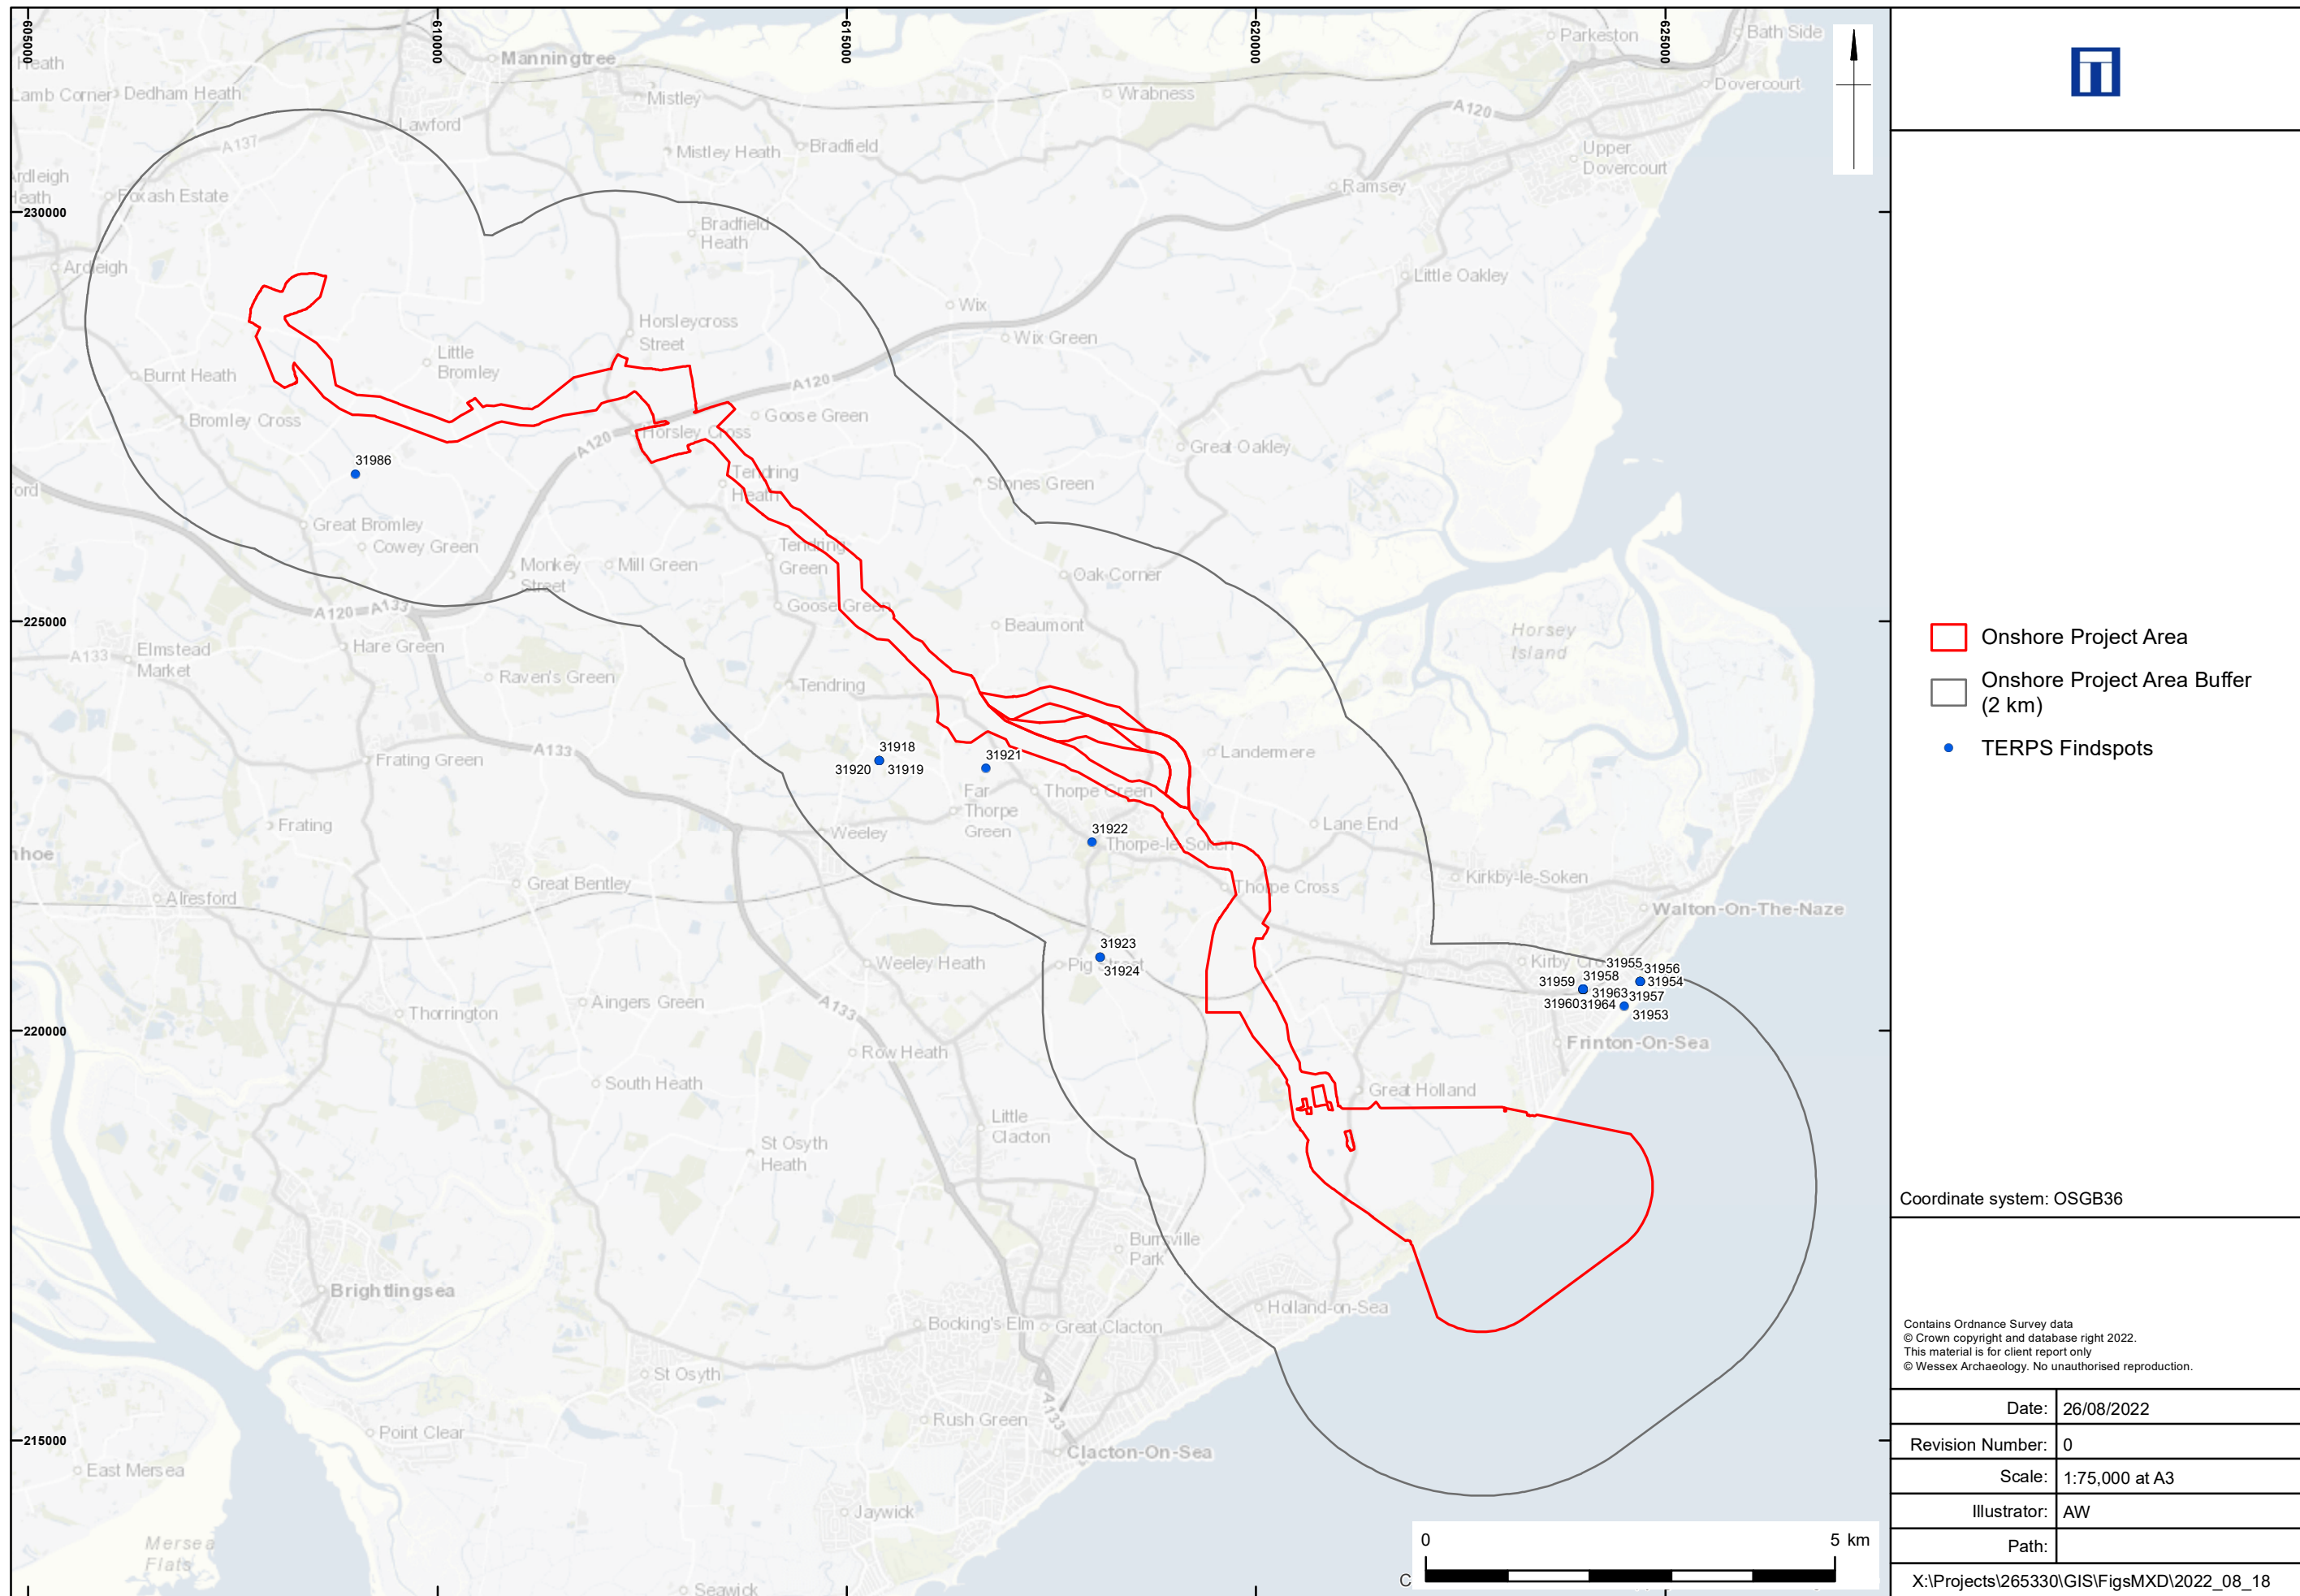 605000
610000
615000
620000
625000
230000
225000
220000
215000
Heath
Lamb Corner
Dedham Heath
Manningtree
Mistley
Wrabness
Parkeston
Bath Side
Dovercourt
Lawford
A137
A120
Mistley Heath
Bradfield
Upper
Dovercourt
Ramsey
Foxash Estate
Bradfield
Heath
Ardleigh
Little Oakley
Wix
Wix Green
Horsleycross
Street
Little
Bromley
Burnt Heath
A120
Goose Green
Bromley Cross
Horsley Cross
A120
Great Oakley
31986
Tendring
Heath
Stones Green
Great Bromley
Cowey Green
Tendring
Green
Monkey
Street
Mill Green
Oak Corner
A120
A133
Goose Green
Beaumont
Horsey
Island
Hare Green
Elmstead
Market
A133
Raven's Green
Tendring
A133
Frating Green
31918
31920
31919
31921
Landermere
Far
Thorpe
Green
Thorpe Green
Frating
Weeley
31922
Thorpe-le-Soken
Lane End
Great Bentley
Thorpe Cross
Kirkby-le-Soken
Alresford
Walton-On-The-Naze
31923
31924
Pig Street
Weeley Heath
31955
31956
31954
31959
31958
31963
31957
31960
31964
31953
Aingers Green
A133
Thorrington
Frinton-On-Sea
Row Heath
South Heath
Great Holland
Little
Clacton
St Osyth
Heath
Burrsville
Park
Brightlingsea
Holland-on-Sea
Bocking's Elm
Great Clacton
St Osyth
Rush Green
A133
Point Clear
Clacton-On-Sea
East Mersea
Jaywick
Mersea
Flats
Seawick
0
5 km
Onshore Project Area
Onshore Project Area Buffer
(2 km)
TERPS Findspots
Coordinate system: OSGB36
Contains Ordnance Survey data
© Crown copyright and database right 2022.
This material is for client report only
© Wessex Archaeology. No unauthorised reproduction.
Date: 26/08/2022
Revision Number: 0
Scale: 1:75,000 at A3
Illustrator: AW
Path:
X:\Projects\265330\GIS\FigsMXD\2022_08_18